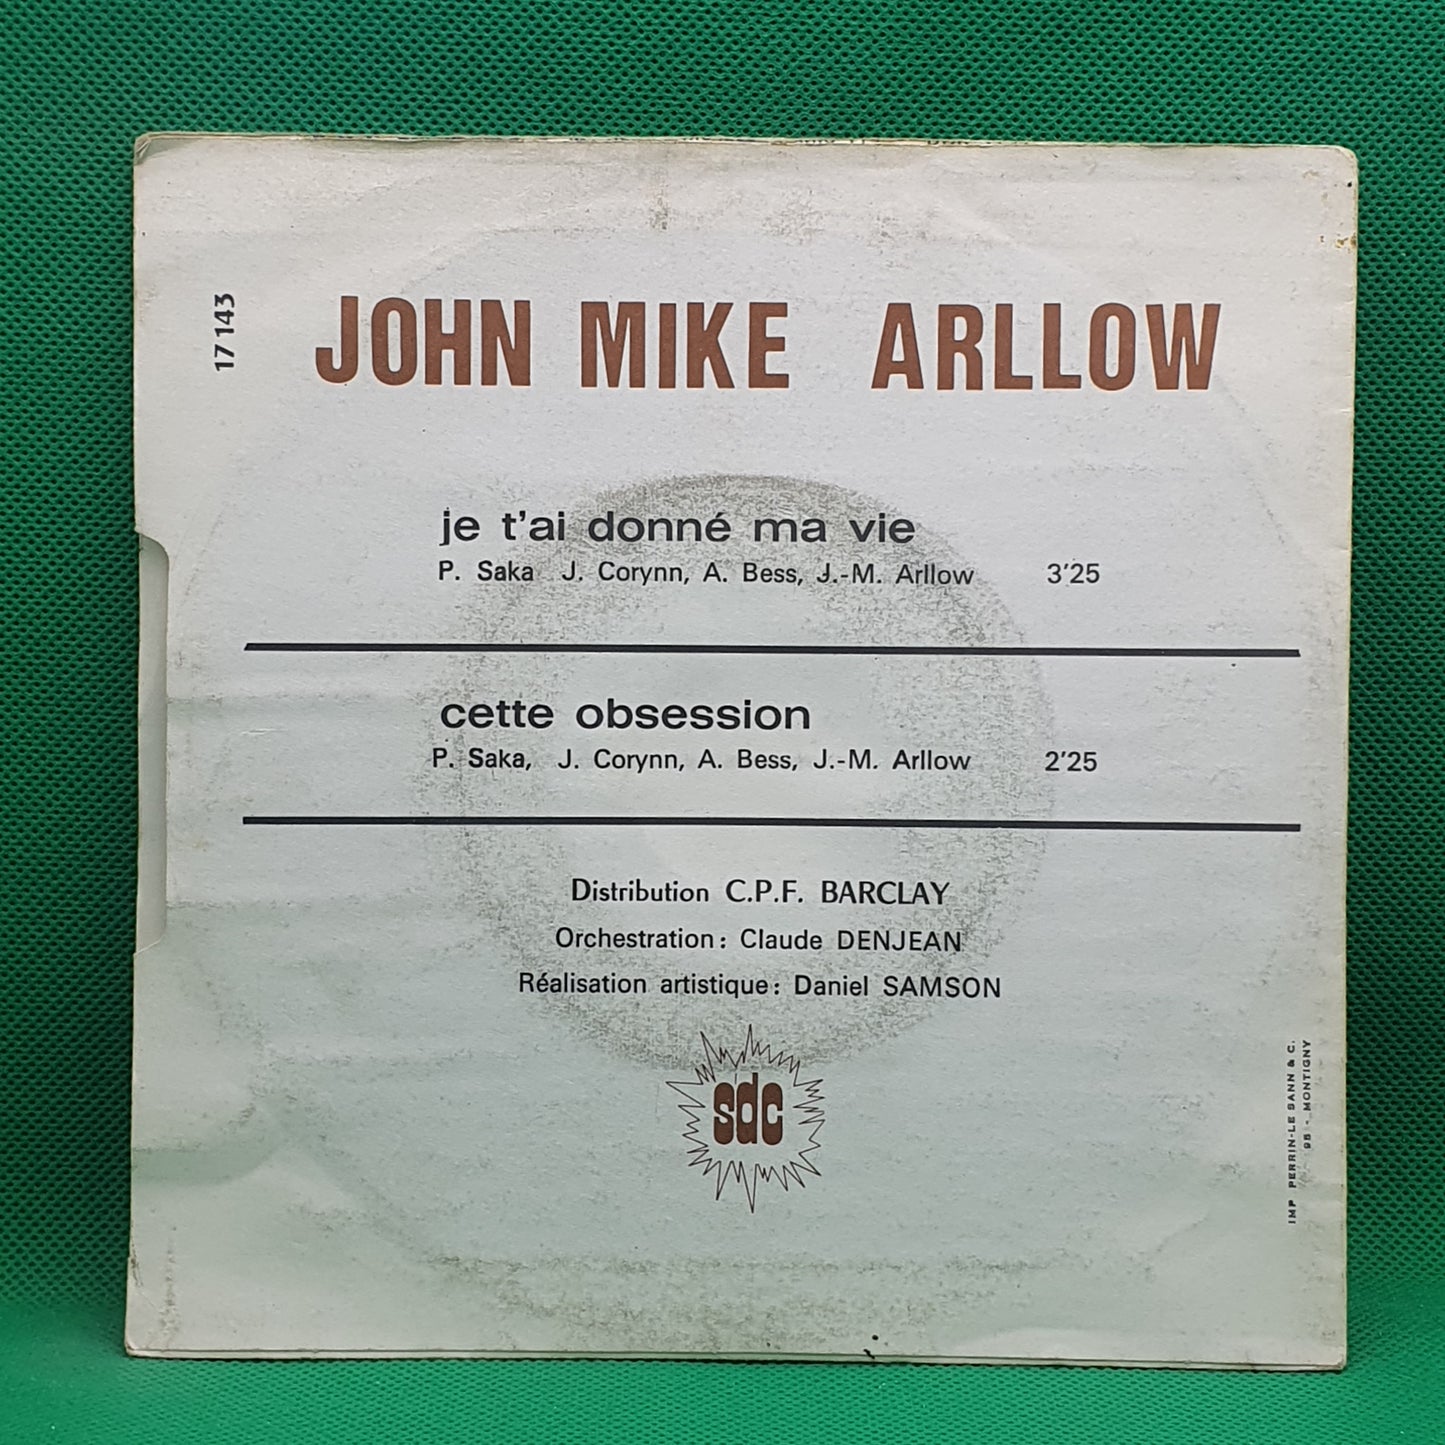 17 143
JOHN MIKE ARLLOW
je t'ai donné ma vie
P. Saka J. Corynn, A. Bess, J.-M. Arllow 3'25
cette obsession
P. Saka, J. Corynn, A. Bess, J.-M. Arllow 2'25
Distribution C.P.F. BARCLAY
Orchestration : Claude DENJEAN
Réalisation artistique : Daniel SAMSON
sdc
IMP PERRIN-LE SANN & C.
95 - MONTIGNY